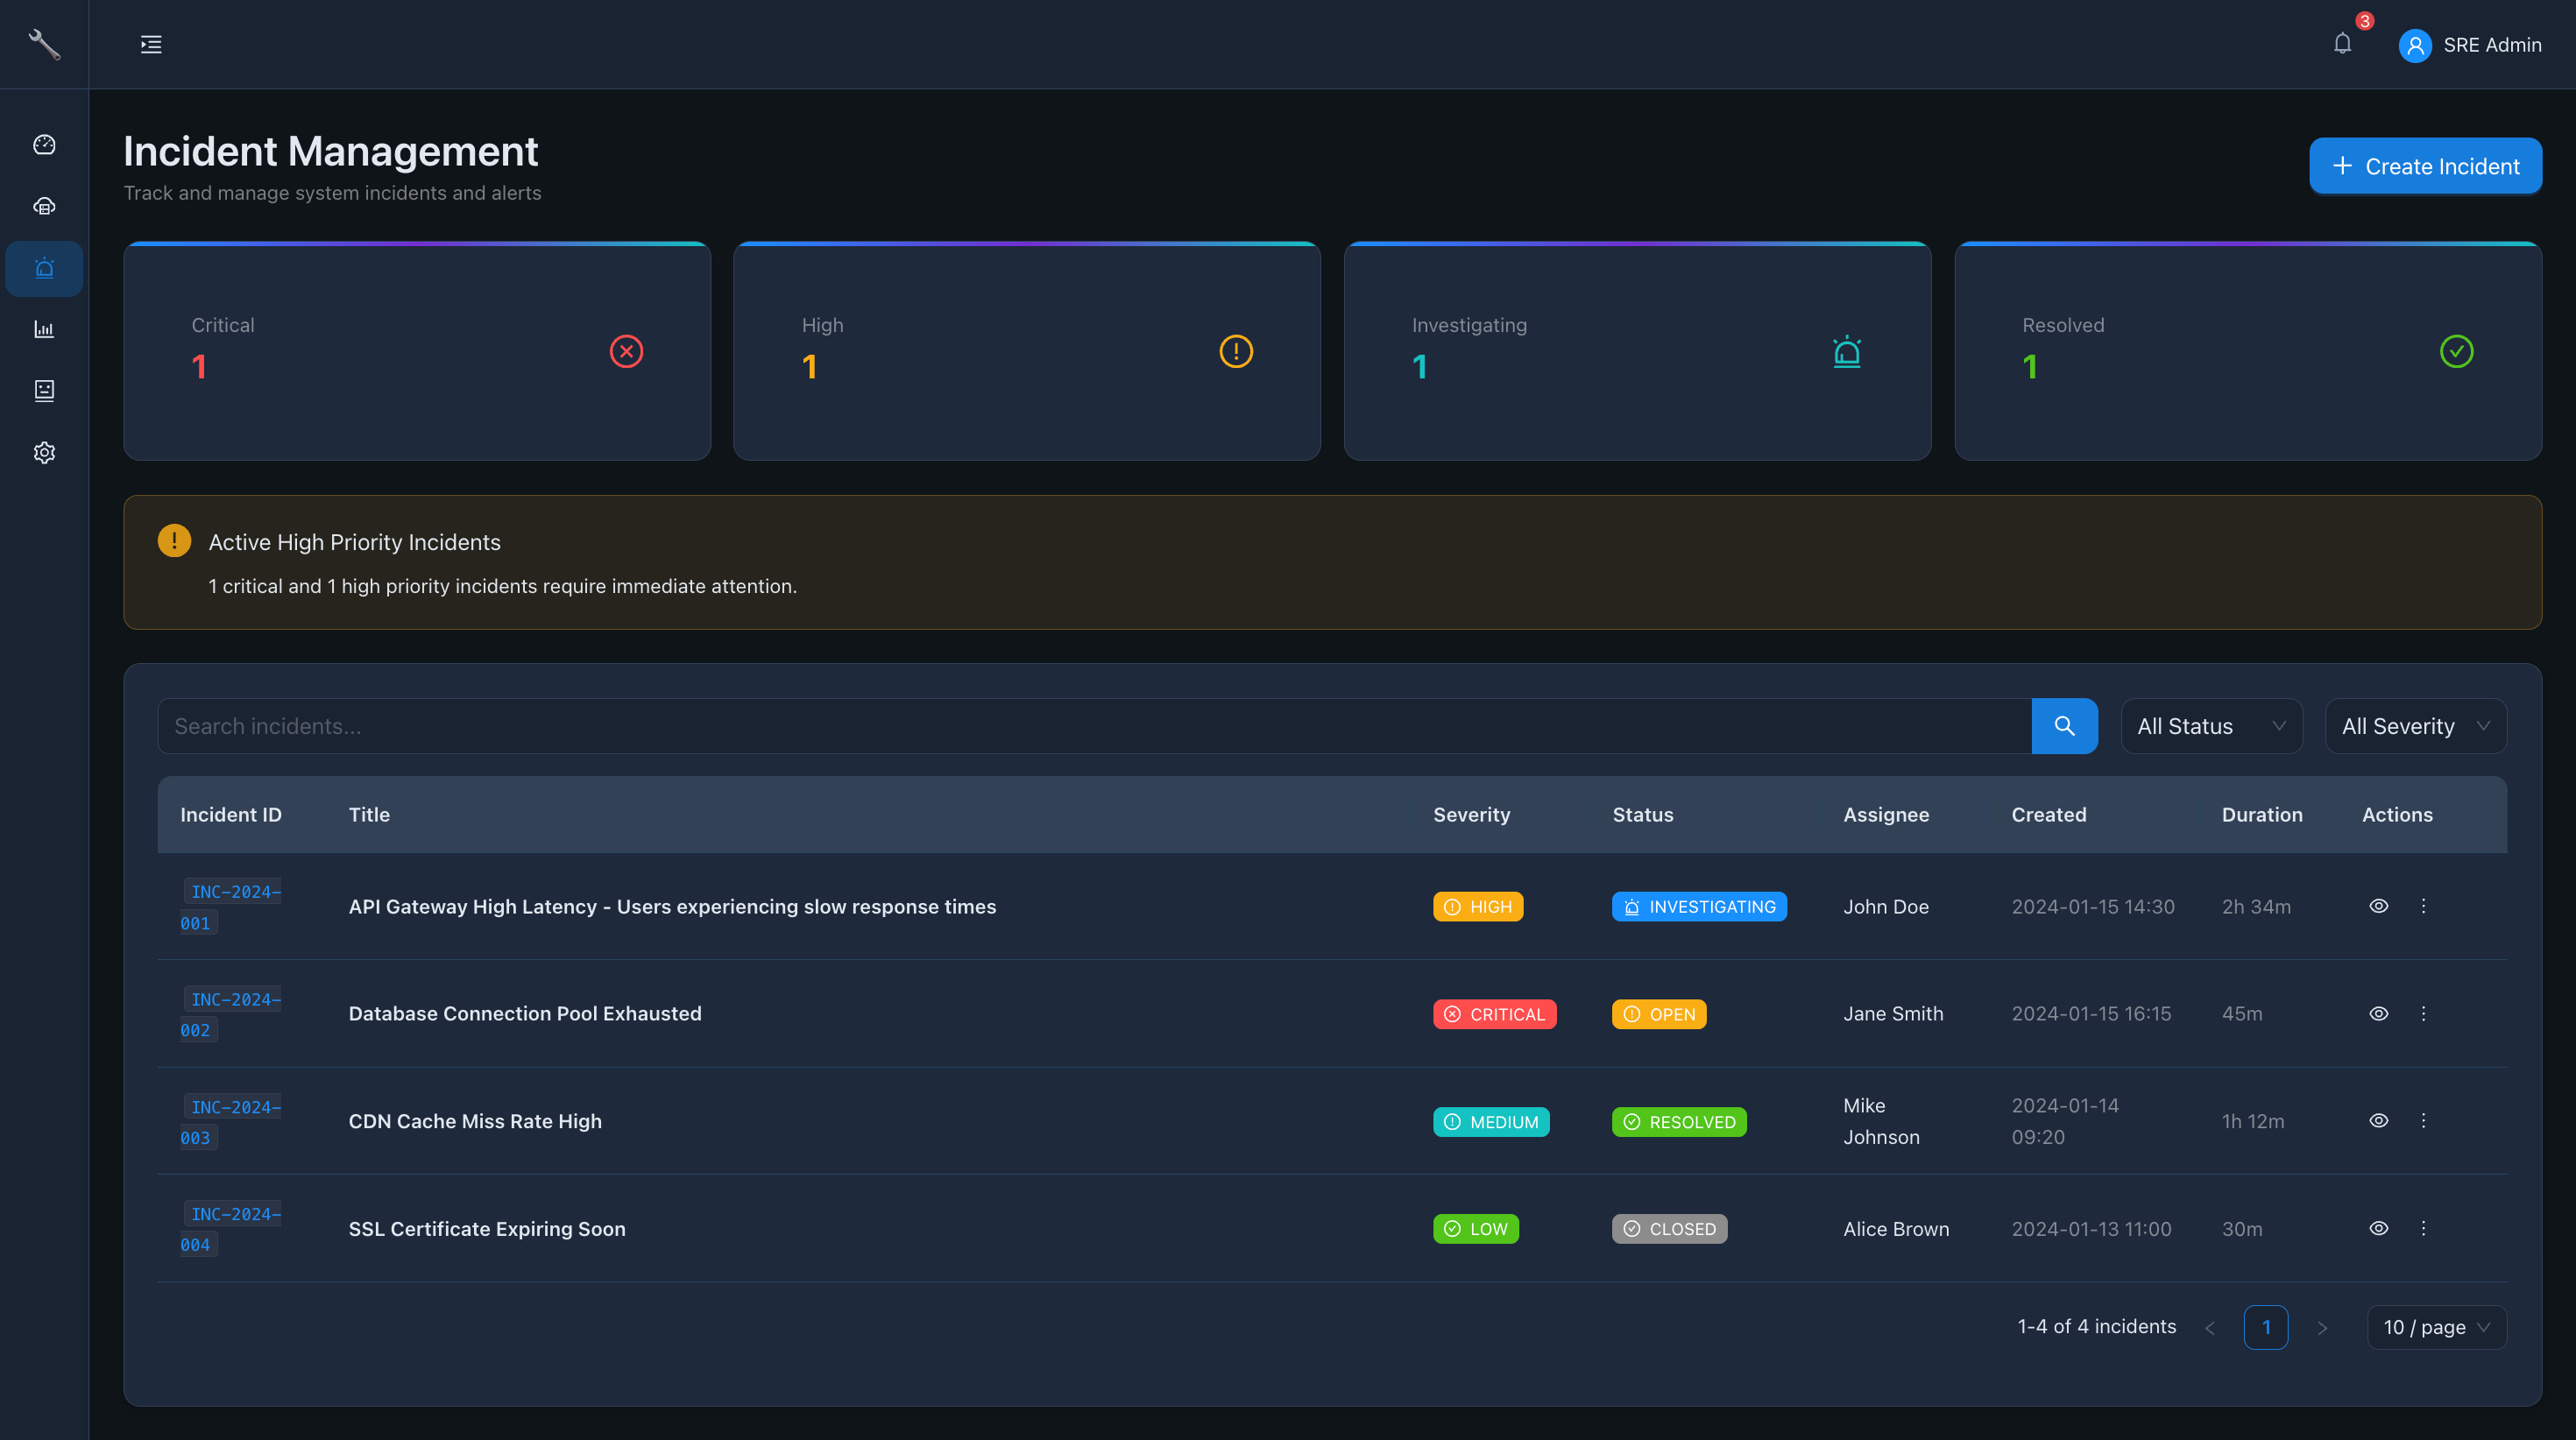 3
SRE Admin
Incident Management
Track and manage system incidents and alerts
Create Incident
Critical
1
High
1
Investigating
1
Resolved
1
Active High Priority Incidents
1 critical and 1 high priority incidents require immediate attention.
Search incidents...
All Status
All Severity
Incident ID Title Severity Status Assignee Created Duration Actions
INC-2024-
001
API Gateway High Latency - Users experiencing slow response times
HIGH
INVESTIGATING
John Doe
2024-01-15 14:30
2h 34m
INC-2024-
002
Database Connection Pool Exhausted
CRITICAL
OPEN
Jane Smith
2024-01-15 16:15
45m
INC-2024-
003
CDN Cache Miss Rate High
MEDIUM
RESOLVED
Mike
Johnson
2024-01-14
09:20
1h 12m
INC-2024-
004
SSL Certificate Expiring Soon
LOW
CLOSED
Alice Brown
2024-01-13 11:00
30m
1-4 of 4 incidents
1
10 / page